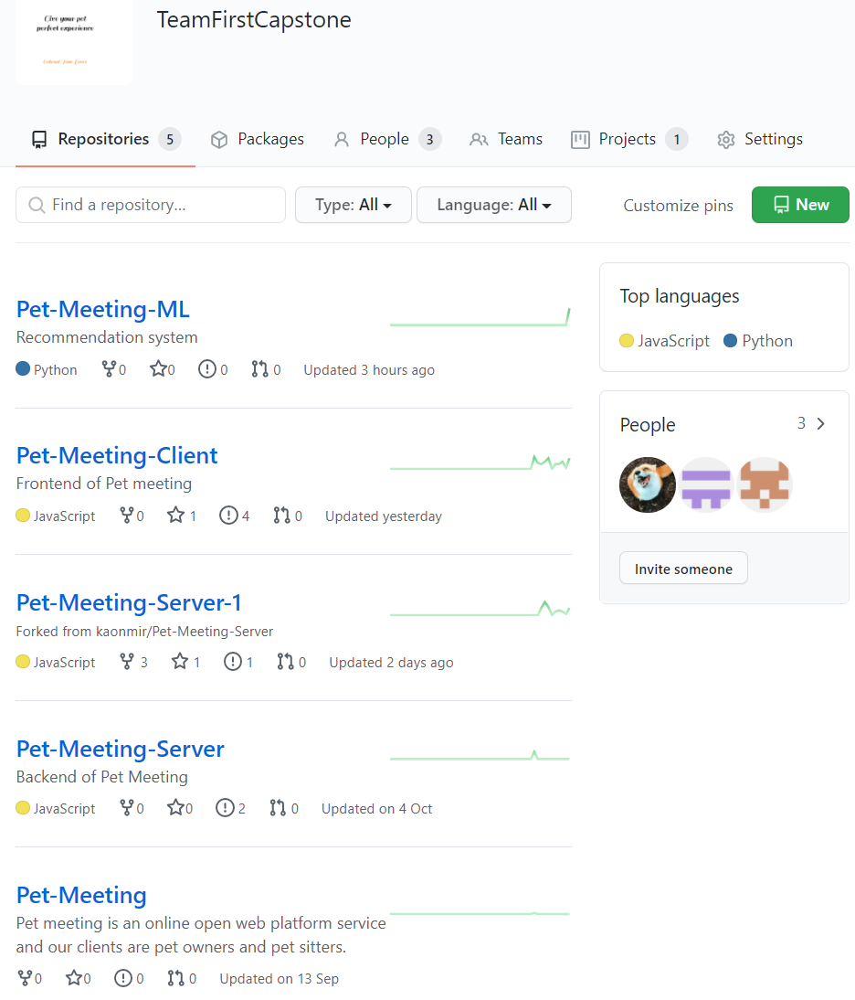 Give your pet
perfect experience
TeamFirstCapstone
Repositories 5
Packages
People 3
Teams
Projects 1
Settings
Find a repository...
Type: All
Language: All
Customize pins
New
Pet-Meeting-ML
Recommendation system
Python 0 0 0 0 Updated 3 hours ago
Pet-Meeting-Client
Frontend of Pet meeting
JavaScript 0 1 4 0 Updated yesterday
Pet-Meeting-Server-1
Forked from kaonmir/Pet-Meeting-Server
JavaScript 3 1 1 0 Updated 2 days ago
Pet-Meeting-Server
Backend of Pet Meeting
JavaScript 0 0 2 0 Updated on 4 Oct
Pet-Meeting
Pet meeting is an online open web platform service
and our clients are pet owners and pet sitters.
0 0 0 0 Updated on 13 Sep
Top languages
JavaScript Python
People 3
Invite someone